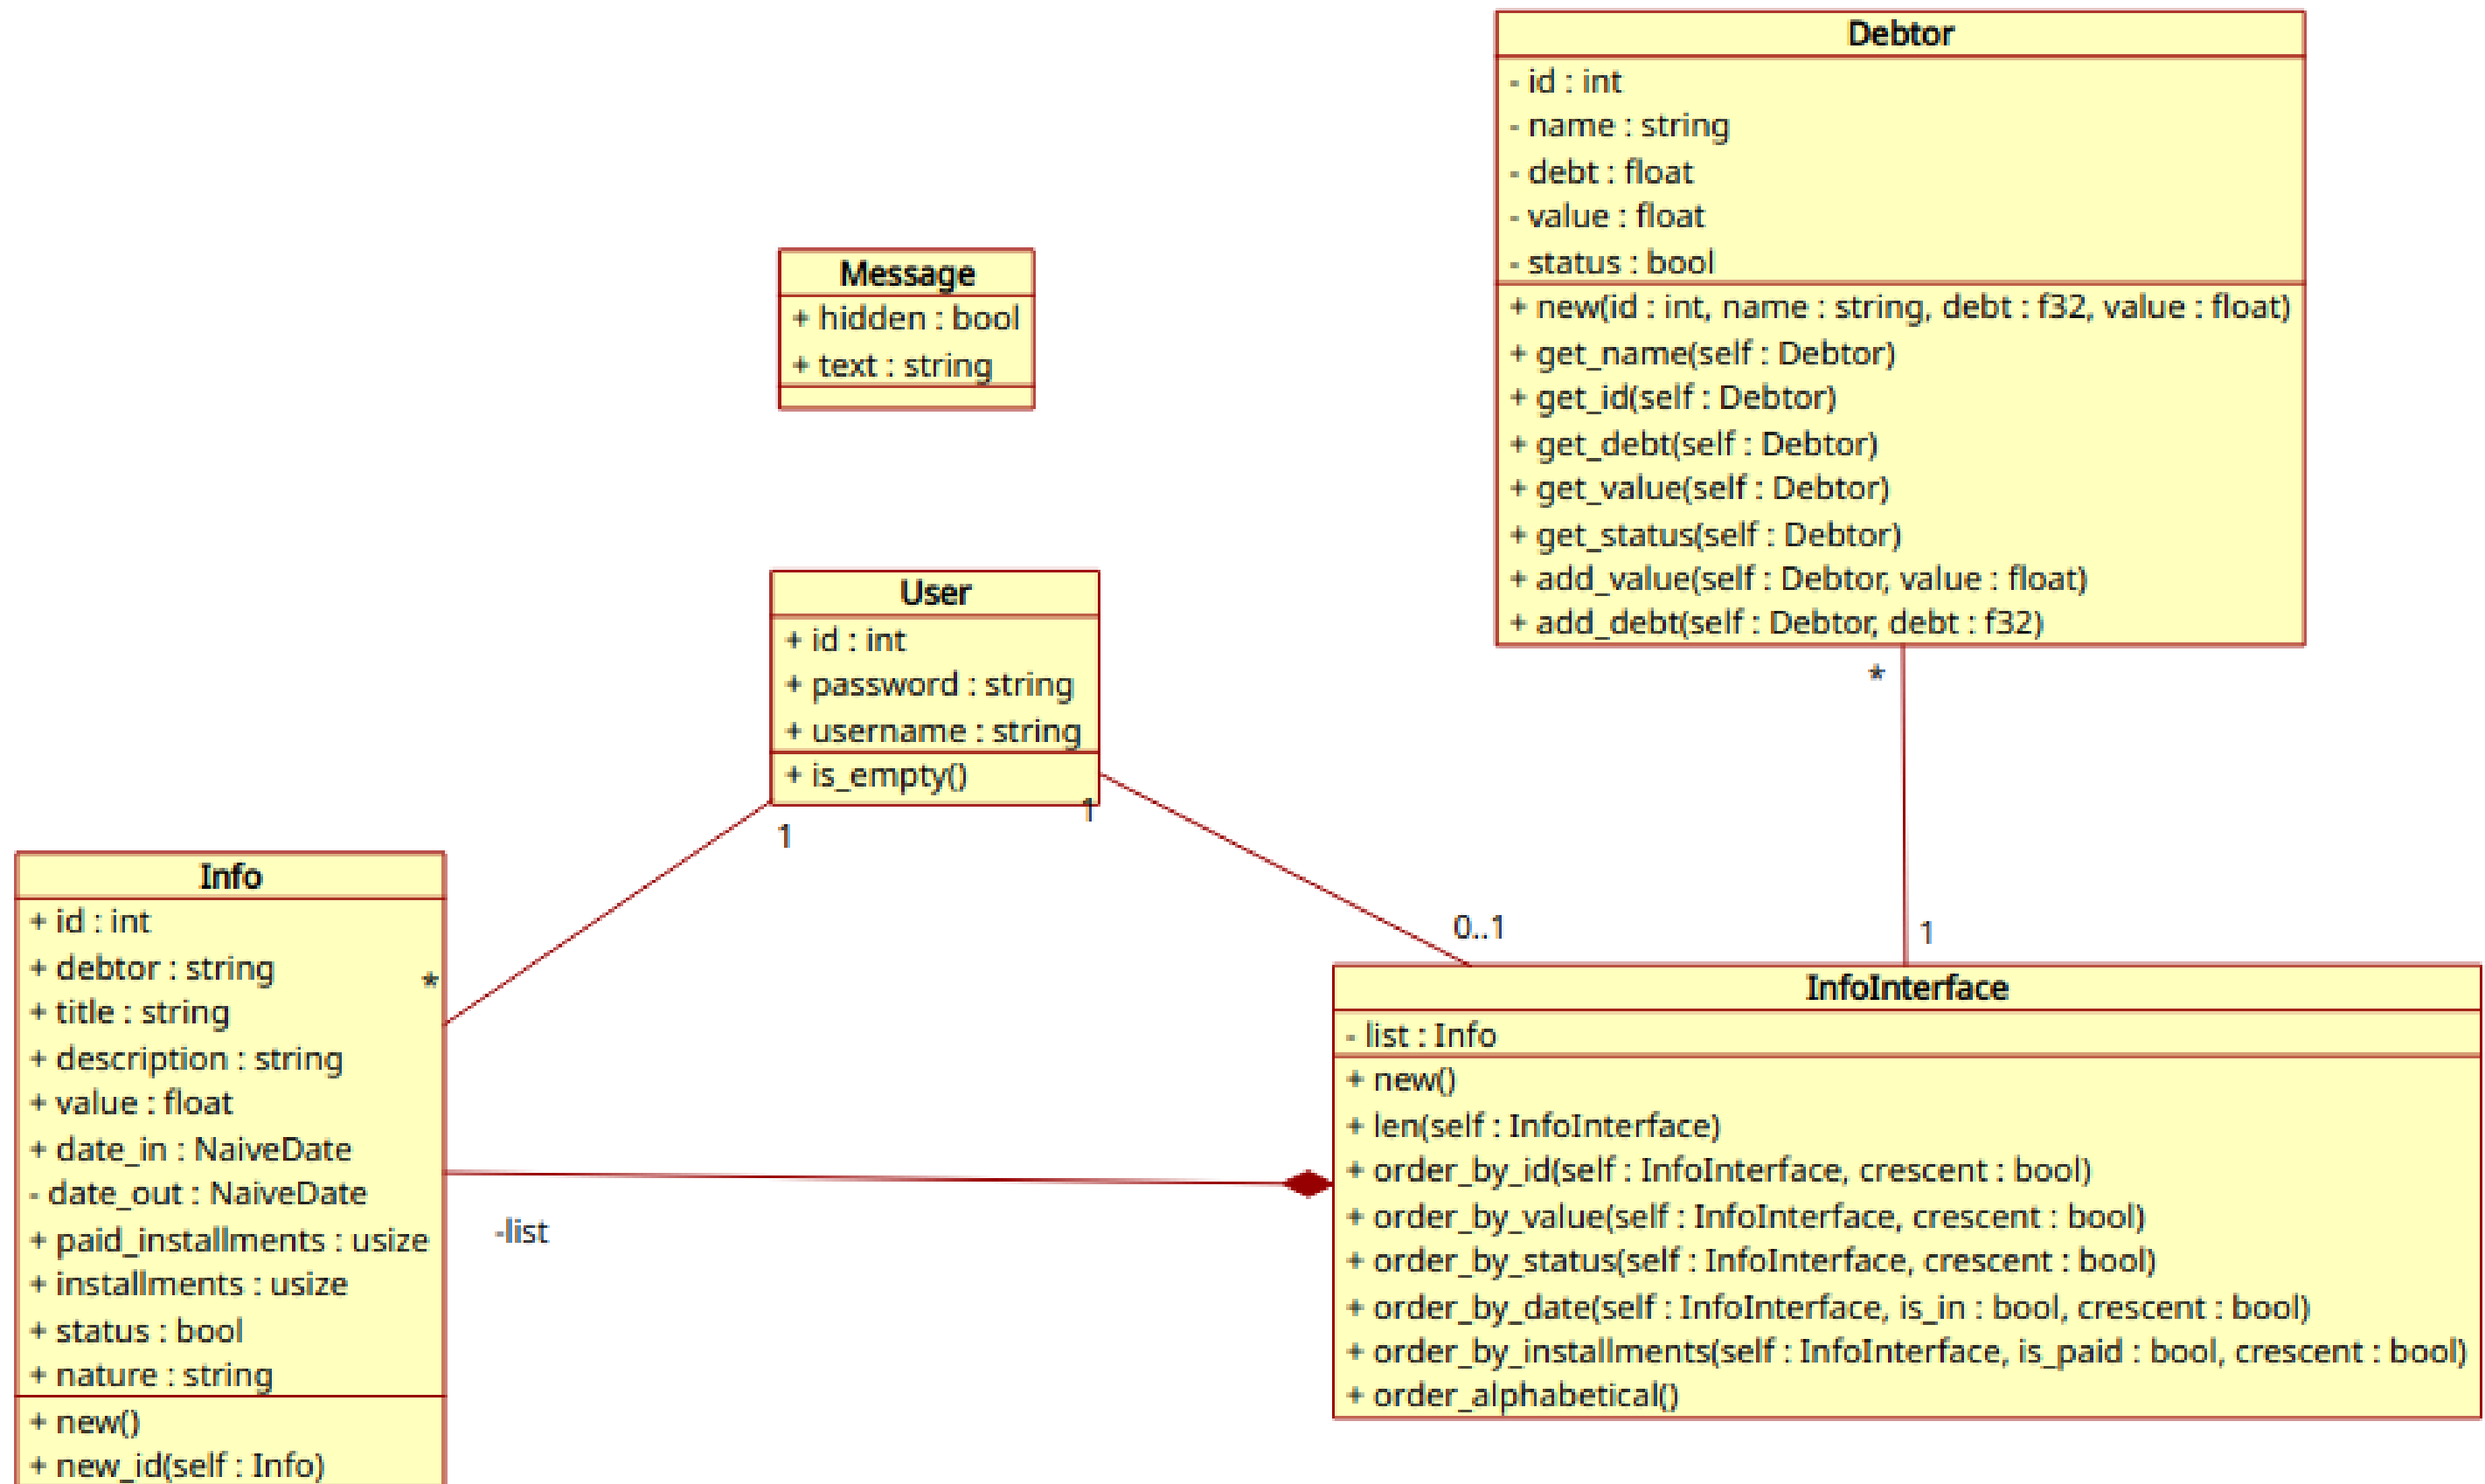 Debtor
- id : int
- name : string
- debt : float
- value : float
- status : bool
+ new(id : int, name : string, debt : f32, value : float)
+ get_name(self : Debtor)
+ get_id(self : Debtor)
+ get_debt(self : Debtor)
+ get_value(self : Debtor)
+ get_status(self : Debtor)
+ add_value(self : Debtor, value : float)
+ add_debt(self : Debtor, debt : f32)
Message
+ hidden : bool
+ text : string
User
+ id : int
+ password : string
+ username : string
+ is_empty()
1
1
*
0..1
1
Info
+ id : int
+ debtor : string
*
+ title : string
+ description : string
+ value : float
+ date_in : NaiveDate
- date_out : NaiveDate
+ paid_installments : usize
+ installments : usize
+ status : bool
+ nature : string
+ new()
+ new_id(self : Info)
-list
InfoInterface
- list : Info
+ new()
+ len(self : InfoInterface)
+ order_by_id(self : InfoInterface, crescent : bool)
+ order_by_value(self : InfoInterface, crescent : bool)
+ order_by_status(self : InfoInterface, crescent : bool)
+ order_by_date(self : InfoInterface, is_in : bool, crescent : bool)
+ order_by_installments(self : InfoInterface, is_paid : bool, crescent : bool)
+ order_alphabetical()